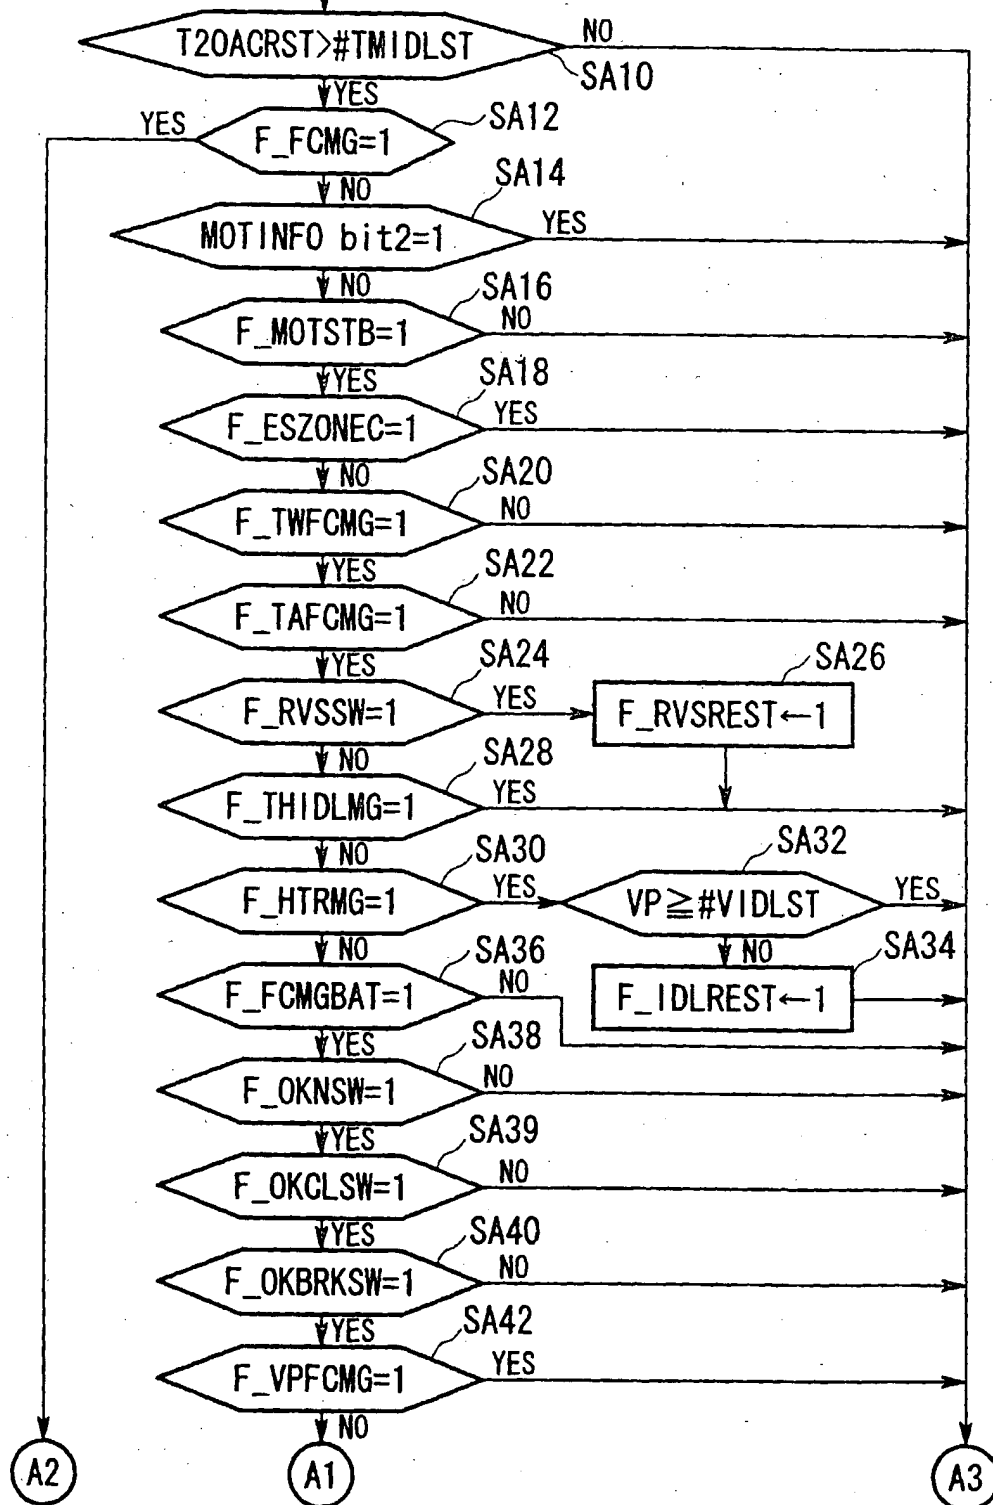 T20ACRST>#TMIDLST
NO
SA10
YES
SA12
YES
F_FCMG=1
NO
SA14
MOTINFO bit2=1
YES
NO
SA16
F_MOTSTB=1
NO
YES
SA18
F_ESZONEC=1
YES
NO
SA20
F_TWFCMG=1
NO
YES
SA22
F_TAFCMG=1
NO
YES
SA24
F_RVSSW=1
YES
SA26
F_RVSREST←1
NO
SA28
F_THIDLMG=1
YES
NO
SA30
F_HTRMG=1
YES
SA32
VP≧#VIDLST
YES
NO
SA36
NO
SA34
F_FCMGBAT=1
NO
F_IDLREST←1
YES
SA38
F_OKNSW=1
NO
YES
SA39
F_OKCLSW=1
NO
YES
SA40
F_OKBRKSW=1
NO
YES
SA42
F_VPFCMG=1
YES
NO
A2
A1
A3